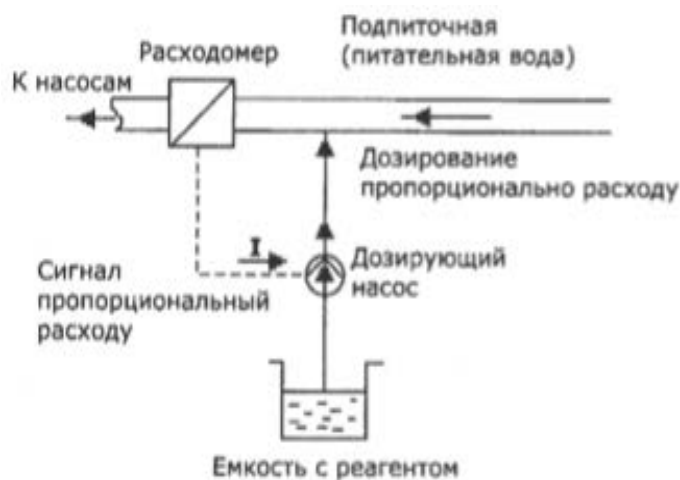 Подпиточная
(питательная вода)
Расходомер
К насосам
Дозирование
пропорционально расходу
I
Дозирующий
насос
Сигнал
пропорциональный
расходу
Емкость с реагентом